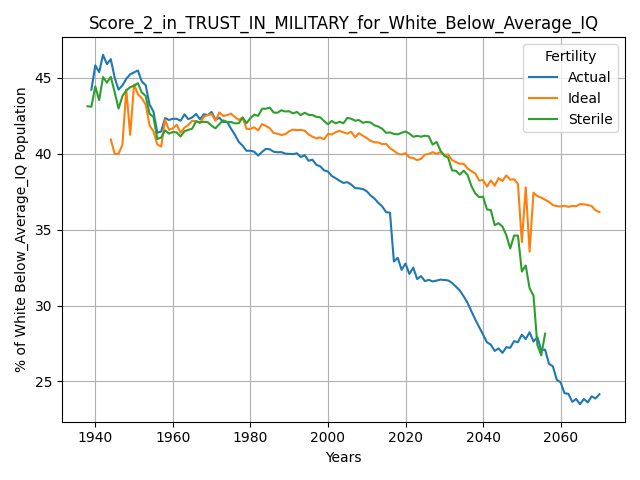 Score_2_in_TRUST_IN_MILITARY_for_White_Below_Average_IQ
% of White Below_Average_IQ Population
45
40
35
30
25
Fertility
Actual
Ideal
Sterile
1940
1960
1980
2000
2020
2040
2060
Years